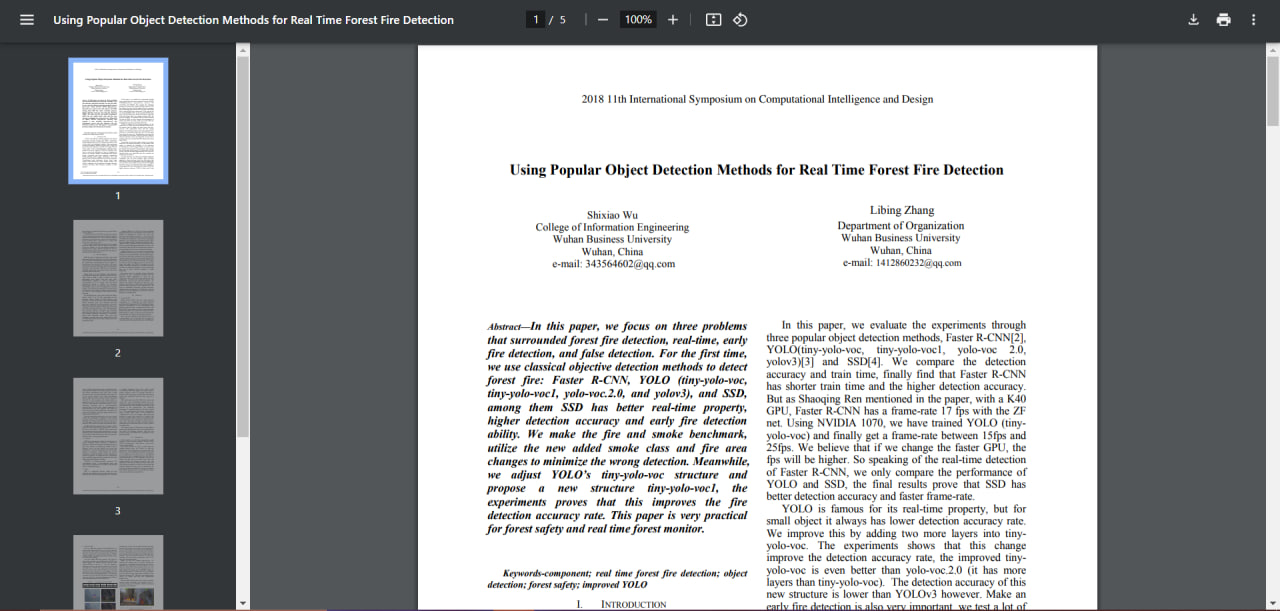 Using Popular Object Detection Methods for Real Time Forest Fire Detection
1 / 5
100%
1
2
3
2018 11th International Symposium on Computational Intelligence and Design
Using Popular Object Detection Methods for Real Time Forest Fire Detection
Shixiao Wu
College of Information Engineering
Wuhan Business University
Wuhan, China
e-mail: 343564602@qq.com
Libing Zhang
Department of Organization
Wuhan Business University
Wuhan, China
e-mail: 1412860232@qq.com
Abstract—In this paper, we focus on three problems
that surrounded forest fire detection, real-time, early
fire detection, and false detection. For the first time,
we use classical objective detection methods to detect
forest fire: Faster R-CNN, YOLO (tiny-yolo-voc,
tiny-yolo-voc1, yolo-voc.2.0, and yolov3), and SSD,
among them SSD has better real-time property,
higher detection accuracy and early fire detection
ability. We make the fire and smoke benchmark,
utilize the new added smoke class and fire area
changes to minimize the wrong detection. Meanwhile,
we adjust YOLO's tiny-yolo-voc structure and
propose a new structure tiny-yolo-voc1, the
experiments proves that this improves the fire
detection accuracy rate. This paper is very practical
for forest safety and real time forest monitor.
Keywords-component; real time forest fire detection; object
detection; forest safety; improved YOLO
I. INTRODUCTION
In this paper, we evaluate the experiments through
three popular object detection methods, Faster R-CNN[2],
YOLO(tiny-yolo-voc, tiny-yolo-voc1, yolo-voc 2.0,
yolov3)[3] and SSD[4]. We compare the detection
accuracy and train time, finally find that Faster R-CNN
has shorter train time and the higher detection accuracy.
But as Shaoqing Ren mentioned in the paper, with a K40
GPU, Faster R-CNN has a frame-rate 17 fps with the ZF
net. Using NVIDIA 1070, we have trained YOLO (tiny-
yolo-voc) and finally get a frame-rate between 15fps and
25fps. We believe that if we change the faster GPU, the
fps will be higher. So speaking of the real-time detection
of Faster R-CNN, we only compare the performance of
YOLO and SSD, the final results prove that SSD has
better detection accuracy and faster frame-rate.
YOLO is famous for its real-time property, but for
small object it always has lower detection accuracy rate.
We improve this by adding two more layers into tiny-
yolo-voc. The experiments shows that this change
improve the detection accuracy rate, the improved tiny-
yolo-voc is even better than yolo-voc.2.0 (it has more
layers than tiny-yolo-voc). The detection accuracy of this
new structure is lower than YOLOv3 however. Make an
early fire detection is also very important, we test a lot of